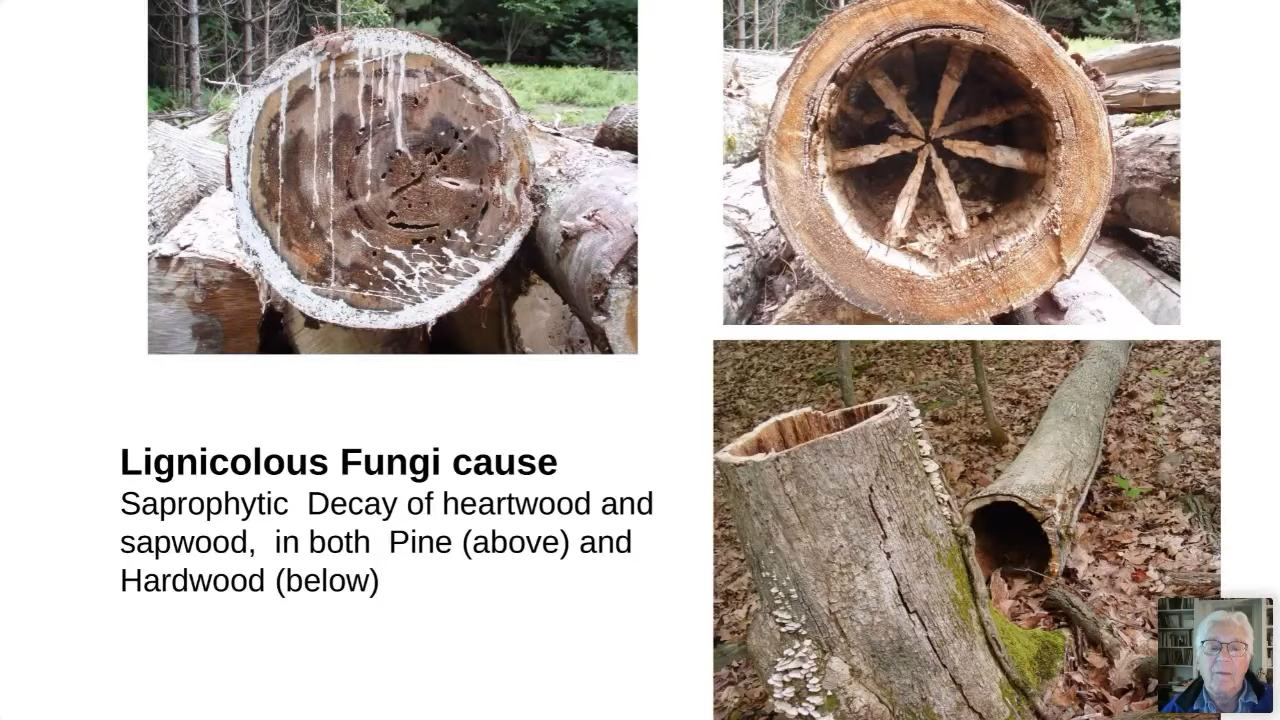 Lignicolous Fungi cause
Saprophytic  Decay of heartwood and
sapwood,  in both  Pine (above) and
Hardwood (below)